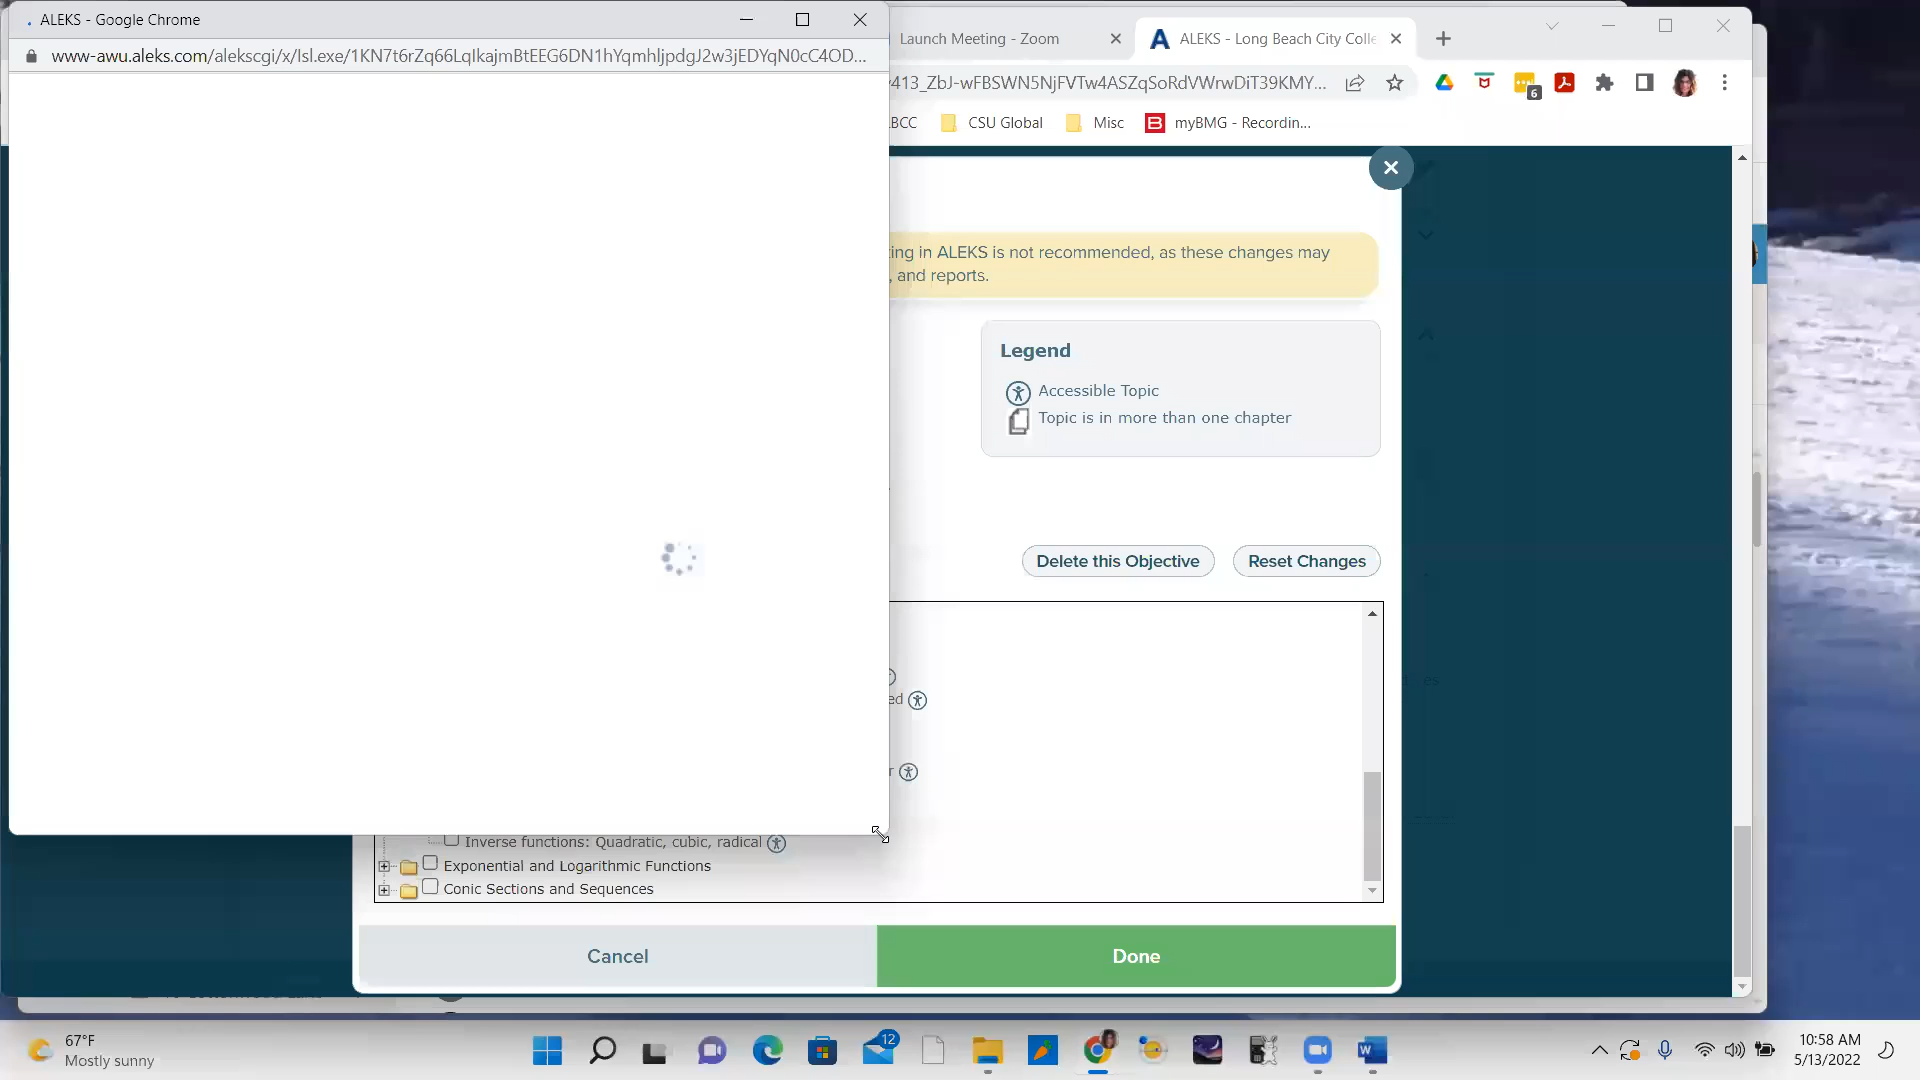 ALEKS - Google Chrome
www-awu.aleks.com/alekscgi/x/Isl.exe/1KN7t6rZq66LqIkajmBtEEG6DN1hYqmhljpdgJ2w3jEDYqN0cC4OD...
Launch Meeting - Zoom
ALEKS - Long Beach City Colle
413_ZbJ-wFBSWN5NjFVTw4ASZqSoRdVWrwDiT39KMY...
6
BCC
CSU Global
Misc
myBMG - Recordin...
ing in ALEKS is not recommended, as these changes may
, and reports.
Legend
Accessible Topic
Topic is in more than one chapter
Delete this Objective
Reset Changes
ed
r
Inverse functions: Quadratic, cubic, radical
Exponential and Logarithmic Functions
Conic Sections and Sequences
Cancel
Done
67°F
Mostly sunny
12
10:58 AM
5/13/2022